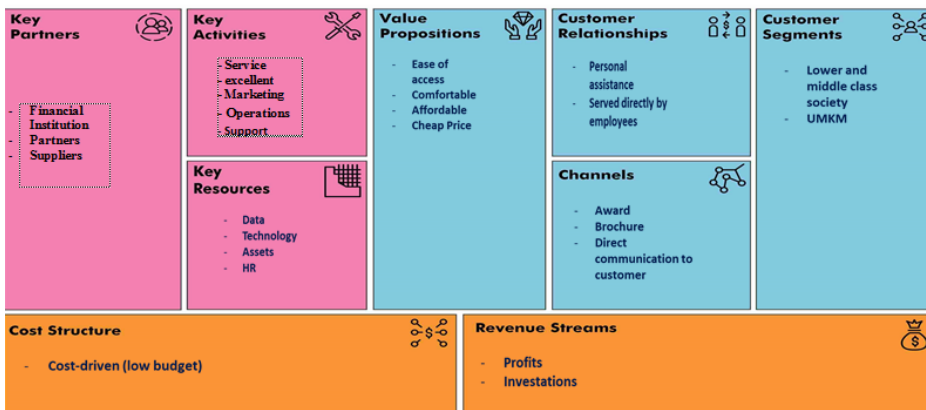 Key
Partners
- Financial
Institution
- Partners
- Suppliers
Key
Activities
- Service
- excellent
- Marketing
- Operations
- Support
Key
Resources
- Data
- Technology
- Assets
- HR
Value
Propositions
- Ease of
access
- Comfortable
- Affordable
- Cheap Price
Customer
Relationships
- Personal
assistance
- Served directly by
employees
Channels
- Award
- Brochure
- Direct
communication to
customer
Customer
Segments
- Lower and
middle class
society
- UMKM
Cost Structure
- Cost-driven (low budget)
Revenue Streams
- Profits
- Investations